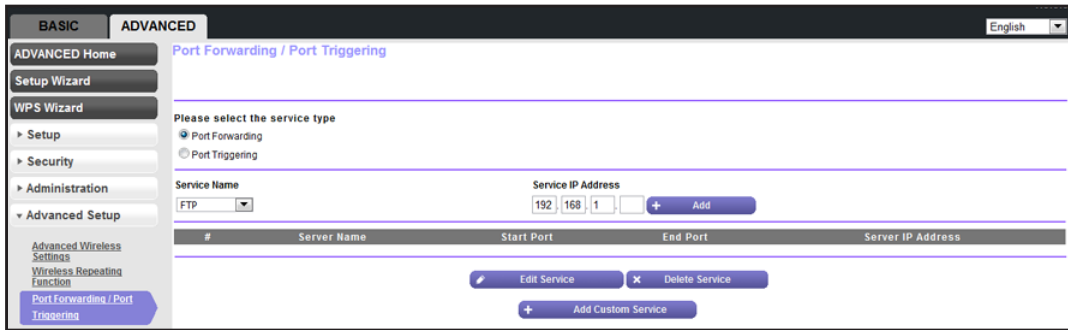 BASIC
ADVANCED
English
ADVANCED Home
Setup Wizard
WPS Wizard
Setup
Security
Administration
Advanced Setup
Advanced Wireless
Settings
Wireless Repeating
Function
Port Forwarding / Port
Triggering
Port Forwarding / Port Triggering
Please select the service type
Port Forwarding
Port Triggering
Service Name
Service IP Address
FTP
192 . 168 . 1 .
+ Add
# Server Name Start Port End Port Server IP Address
Edit Service
x Delete Service
+ Add Custom Service